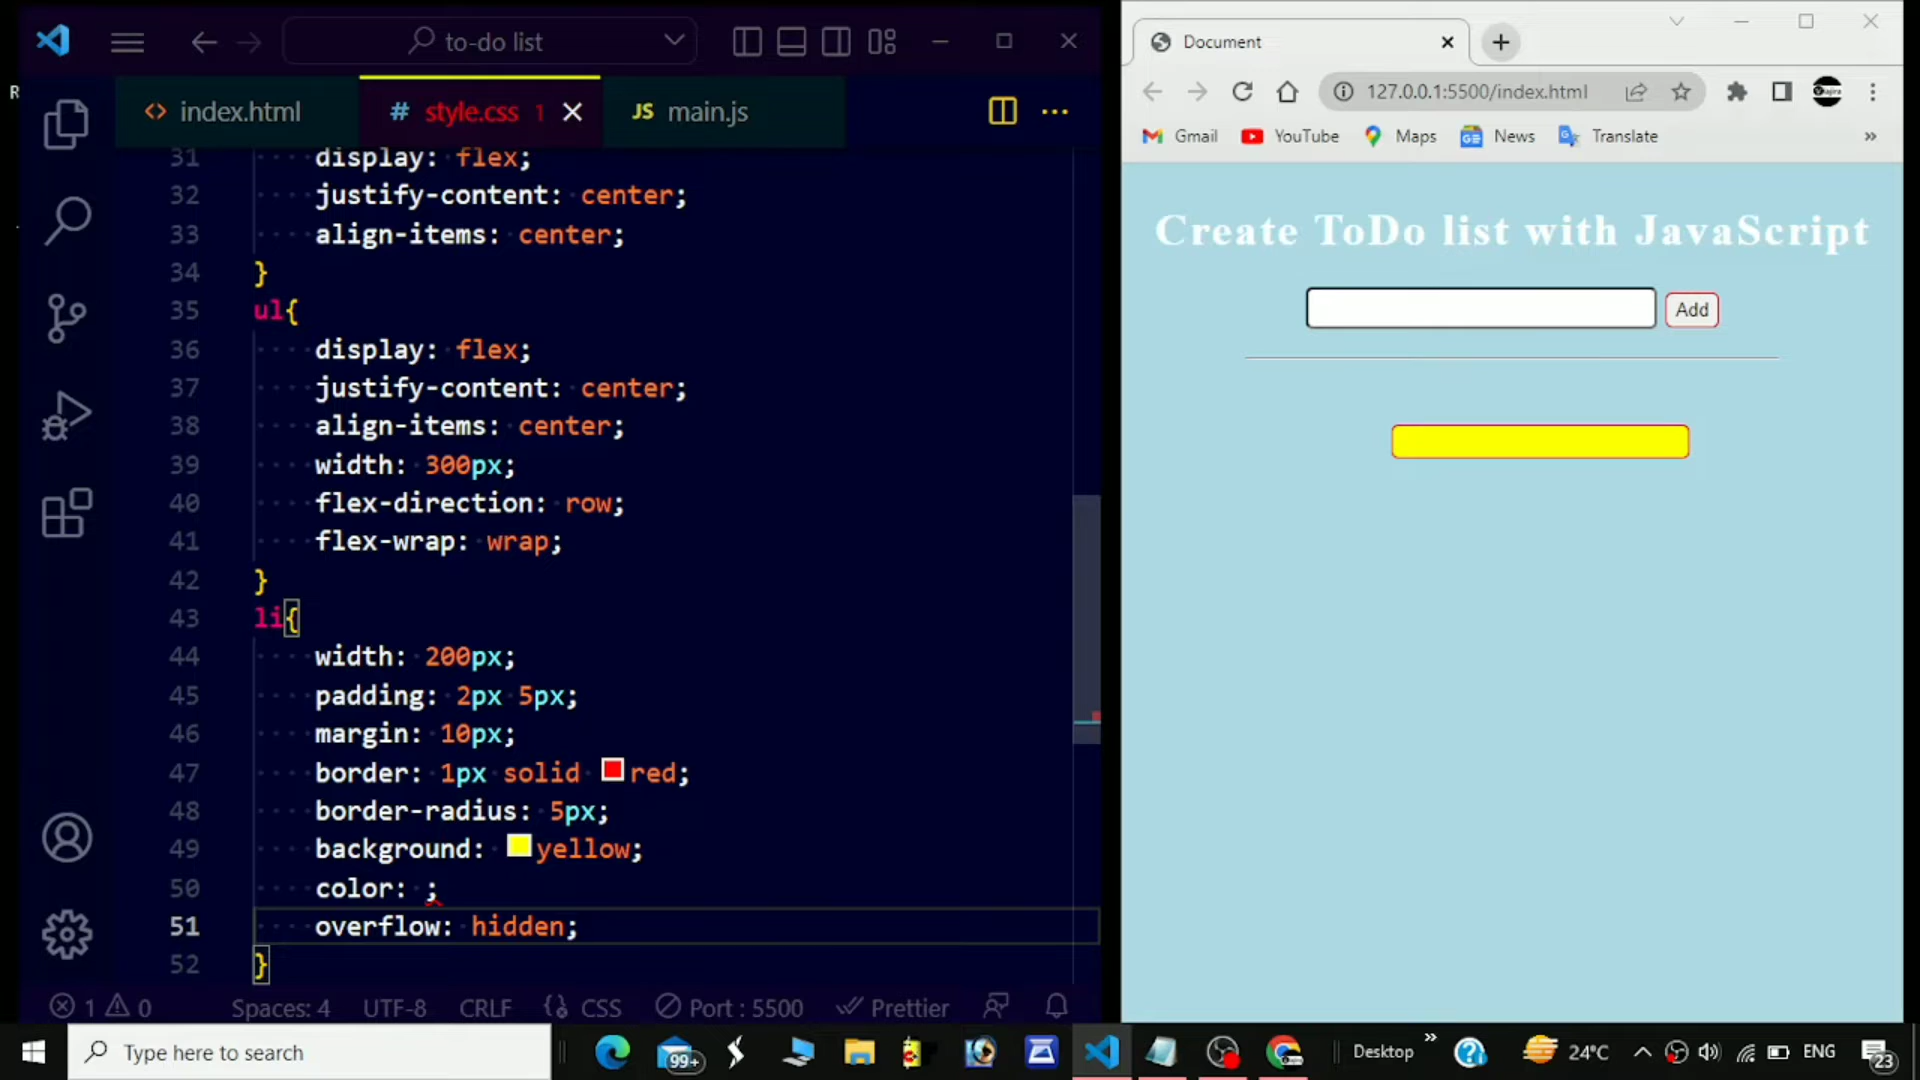 to-do list
R
<> index.html
# style.css 1
JS main.js
31 display: flex;
32 justify-content: center;
33 align-items: center;
34 }
35 ul{
36 display: flex;
37 justify-content: center;
38 align-items: center;
39 width: 300px;
40 flex-direction: row;
41 flex-wrap: wrap;
42 }
43 li{
44 width: 200px;
45 padding: 2px 5px;
46 margin: 10px;
47 border: 1px solid red;
48 border-radius: 5px;
49 background: yellow;
50 color: ;
51 overflow: hidden;
52 }
1 0 Spaces: 4 UTF-8 CRLF {} CSS Port : 5500 Prettier
Document
127.0.0.1:5500/index.html
Gmail YouTube Maps News Translate »
Create ToDo list with JavaScript
Add
Type here to search
99+
Desktop »
24°C
ENG
23